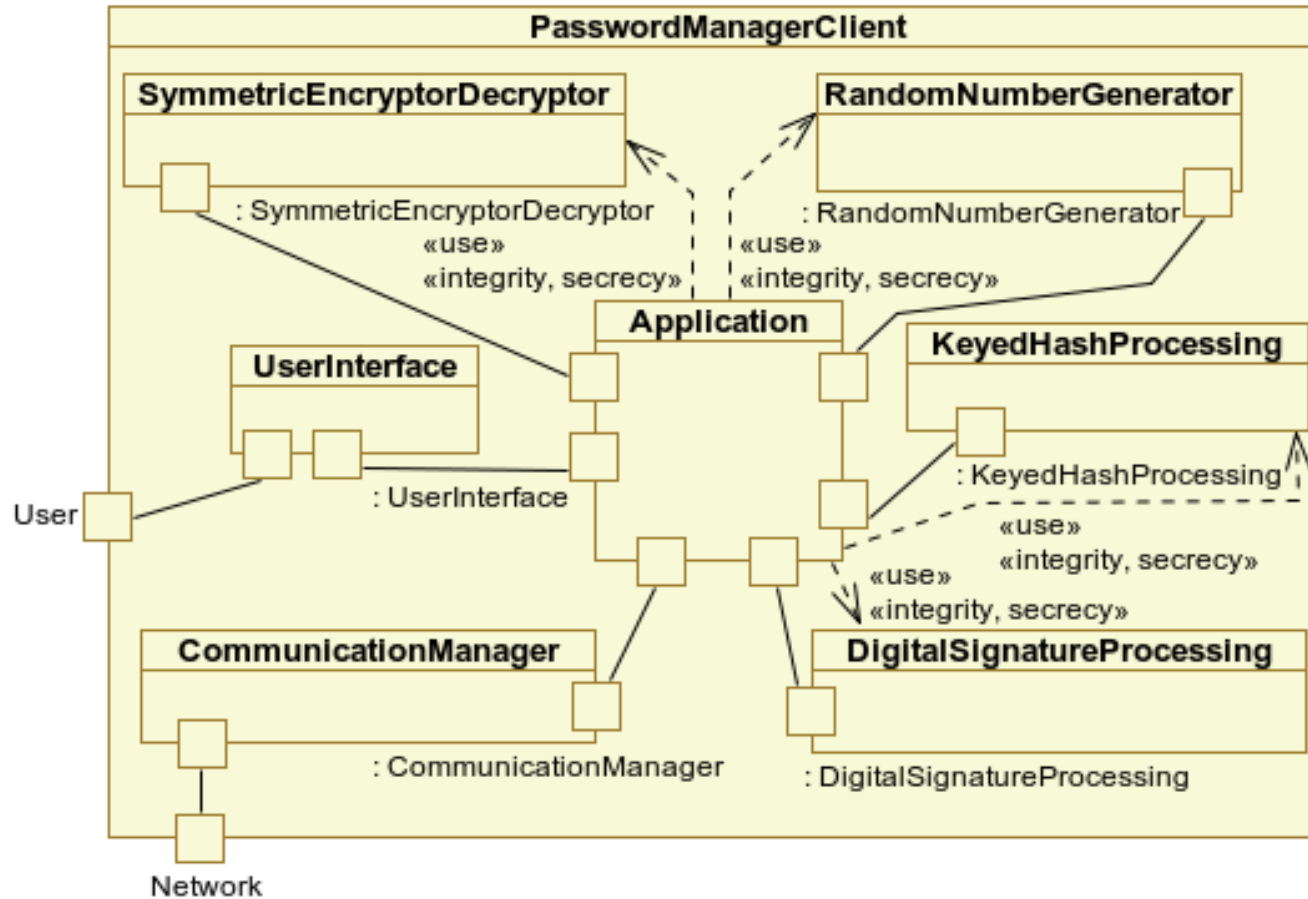 PasswordManagerClient
SymmetricEncryptorDecryptor
RandomNumberGenerator
: SymmetricEncryptorDecryptor
: RandomNumberGenerator
«use»
«integrity, secrecy»
«use»
«integrity, secrecy»
Application
KeyedHashProcessing
UserInterface
: KeyedHashProcessing
: UserInterface
User
«use»
«integrity, secrecy»
«use»
«integrity, secrecy»
CommunicationManager
DigitalSignatureProcessing
: CommunicationManager
: DigitalSignatureProcessing
Network